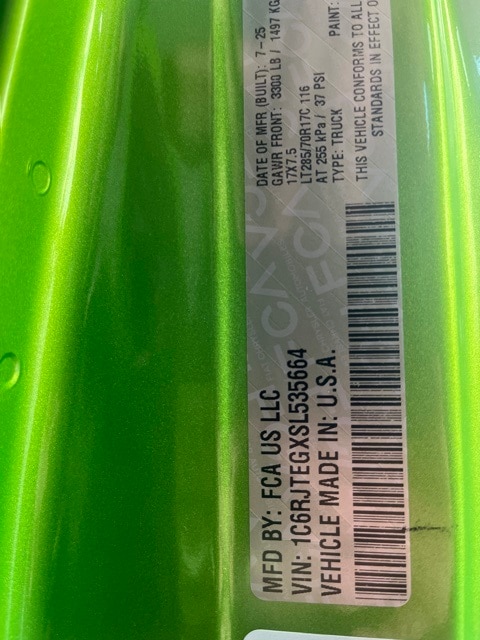 MFD BY: FCA US LLC
VIN: 1C6RJTEGXSL535664
VEHICLE MADE IN: U.S.A.
DATE OF MFR (BUILT): 7-25
GAWR FRONT: 3300 LB / 1497 KG
17X7.5
LT285/70R17C 116
AT 255 kPa / 37 PSI
TYPE: TRUCK
PAINT:
THIS VEHICLE CONFORMS TO ALL
STANDARDS IN EFFECT O